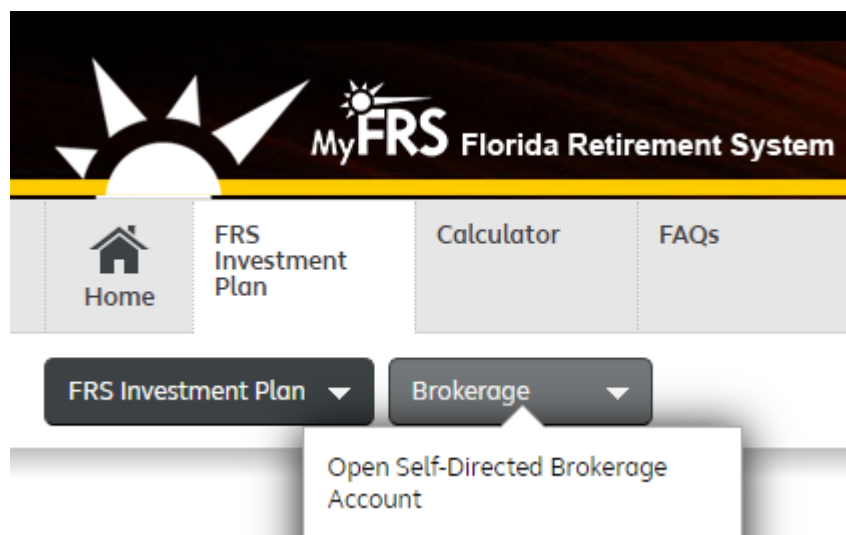 MyFRS Florida Retirement System
Home
FRS
Investment
Plan
Calculator
FAQs
FRS Investment Plan
Brokerage
Open Self-Directed Brokerage
Account